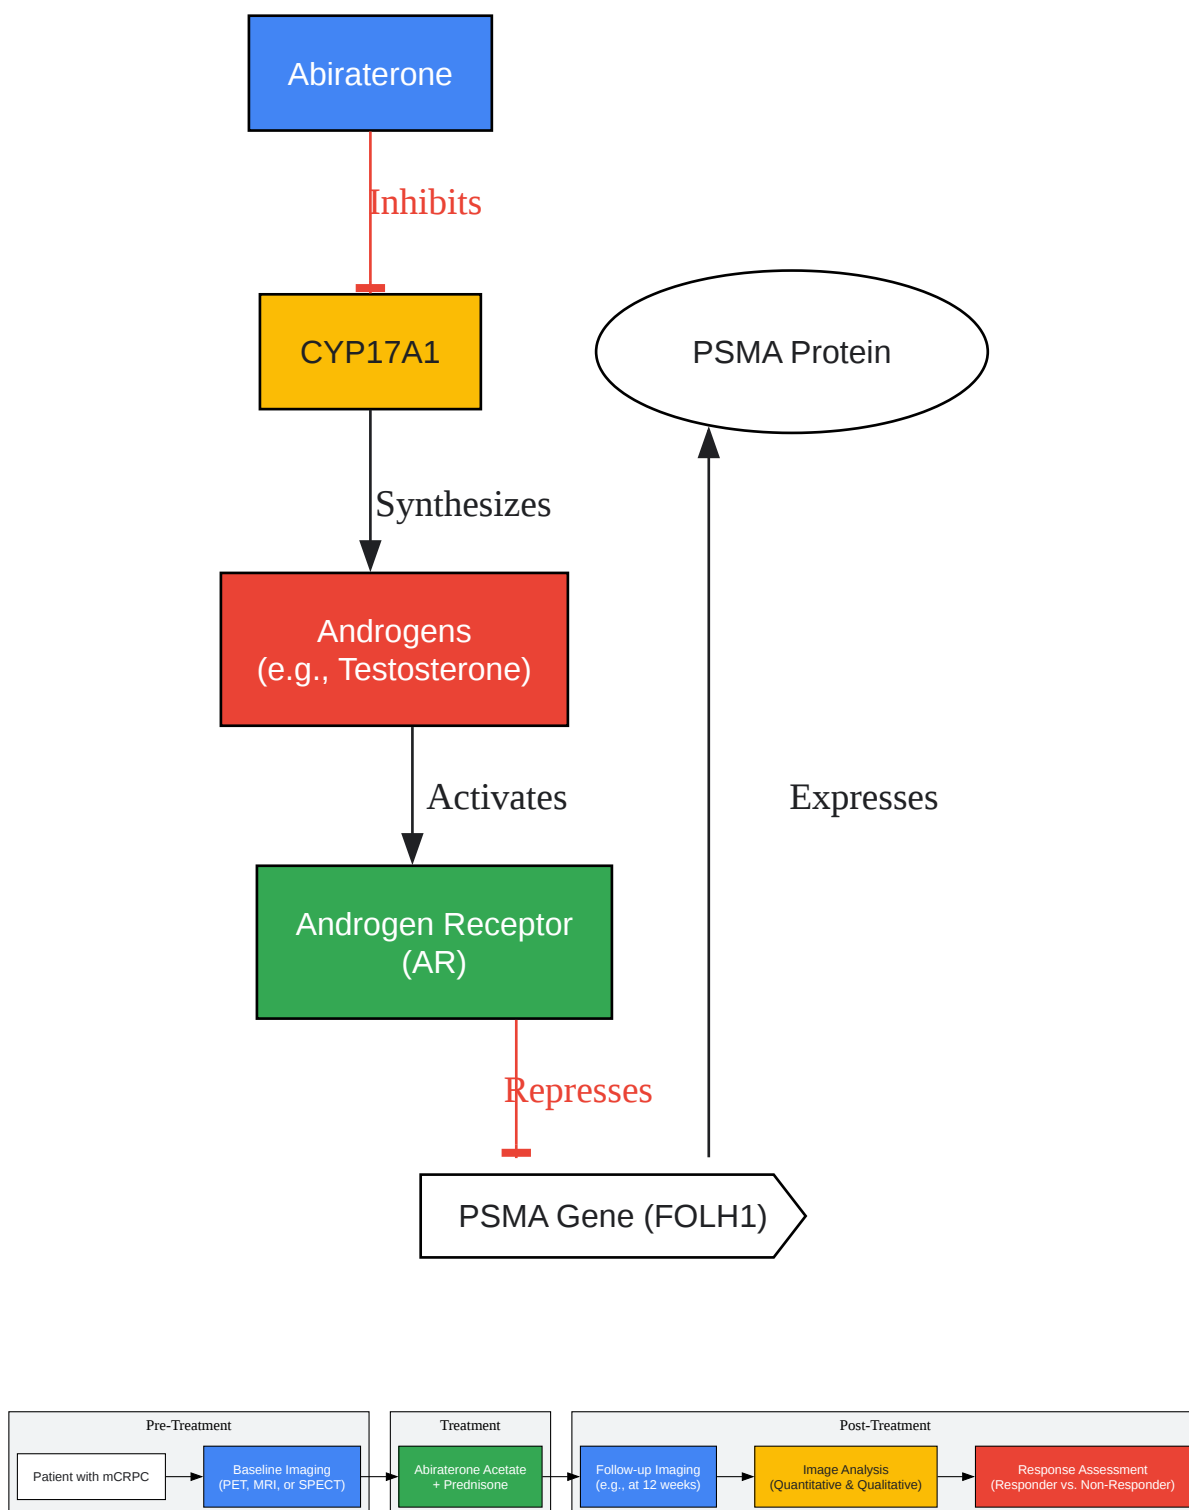 Abiraterone
Inhibits
CYP17A1
PSMA Protein
Synthesizes
Androgens
(e.g., Testosterone)
Activates
Expresses
Androgen Receptor
(AR)
Represses
PSMA Gene (FOLH1)
Pre-Treatment
Patient with mCRPC
Baseline Imaging
(PET, MRI, or SPECT)
Treatment
Abiraterone Acetate
+ Prednisone
Post-Treatment
Follow-up Imaging
(e.g., at 12 weeks)
Image Analysis
(Quantitative & Qualitative)
Response Assessment
(Responder vs. Non-Responder)